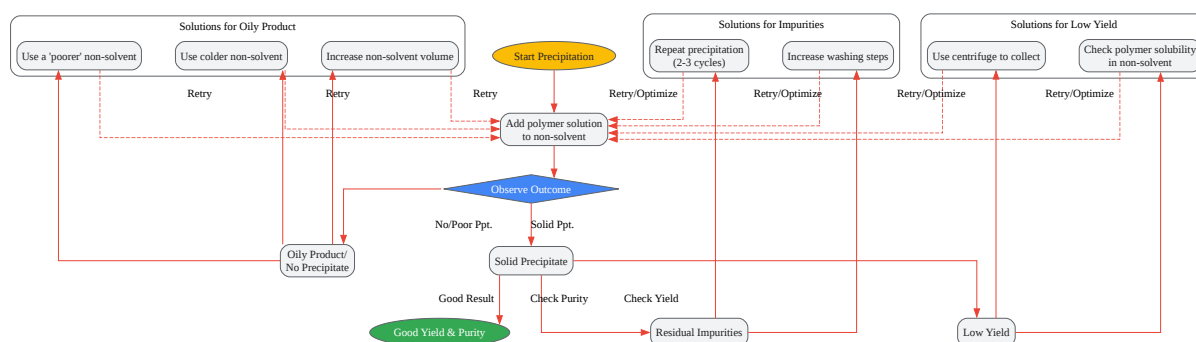 Solutions for Oily Product
Solutions for Impurities
Solutions for Low Yield
Use a 'poorer' non-solvent
Use colder non-solvent
Increase non-solvent volume
Start Precipitation
Repeat precipitation
(2-3 cycles)
Increase washing steps
Use centrifuge to collect
Check polymer solubility
in non-solvent
Retry
Retry
Retry
Retry/Optimize
Retry/Optimize
Retry/Optimize
Retry/Optimize
Add polymer solution
to non-solvent
Observe Outcome
No/Poor Ppt.
Solid Ppt.
Oily Product/
No Precipitate
Solid Precipitate
Good Result
Check Purity
Check Yield
Good Yield & Purity
Residual Impurities
Low Yield